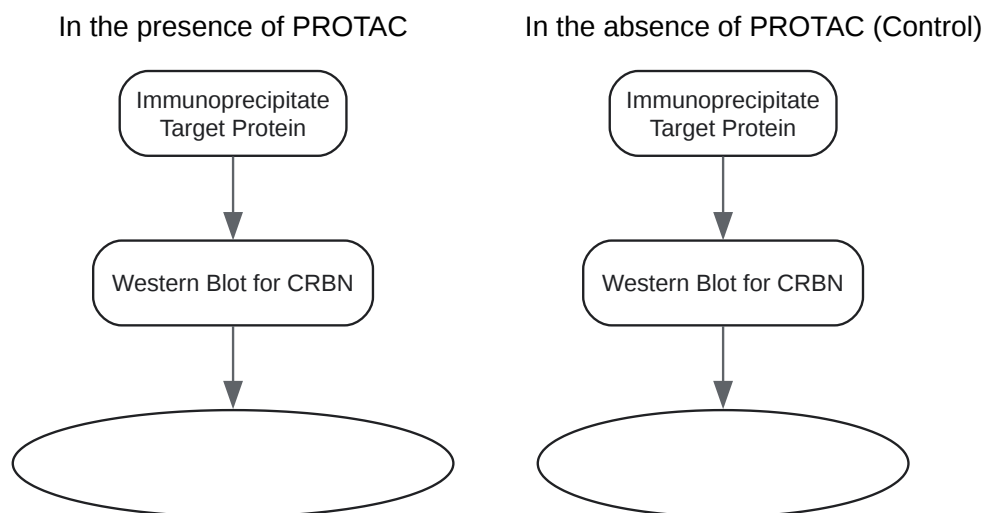 In the presence of PROTAC
In the absence of PROTAC (Control)
Immunoprecipitate
Target Protein
Immunoprecipitate
Target Protein
Western Blot for CRBN
Western Blot for CRBN